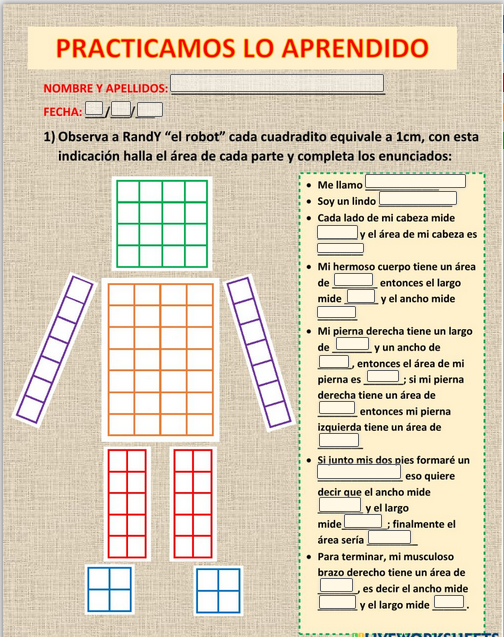 PRACTICAMOS LO APRENDIDO
NOMBRE Y APELLIDOS:
FECHA: / /
1) Observa a RandY “el robot” cada cuadradito equivale a 1cm, con esta
indicación halla el área de cada parte y completa los enunciados:
• Me llamo
• Soy un lindo
• Cada lado de mi cabeza mide
y el área de mi cabeza es
• Mi hermoso cuerpo tiene un área
de entonces el largo
mide y el ancho mide
• Mi pierna derecha tiene un largo
de y un ancho de
, entonces el área de mi
pierna es ; si mi pierna
derecha tiene un área de
entonces mi pierna
izquierda tiene un área de
• Si junto mis dos pies formaré un
eso quiere
decir que el ancho mide
y el largo
mide ; finalmente el
área sería
• Para terminar, mi musculoso
brazo derecho tiene un área de
, es decir el ancho mide
y el largo mide .
LIVEWORKSHEETS